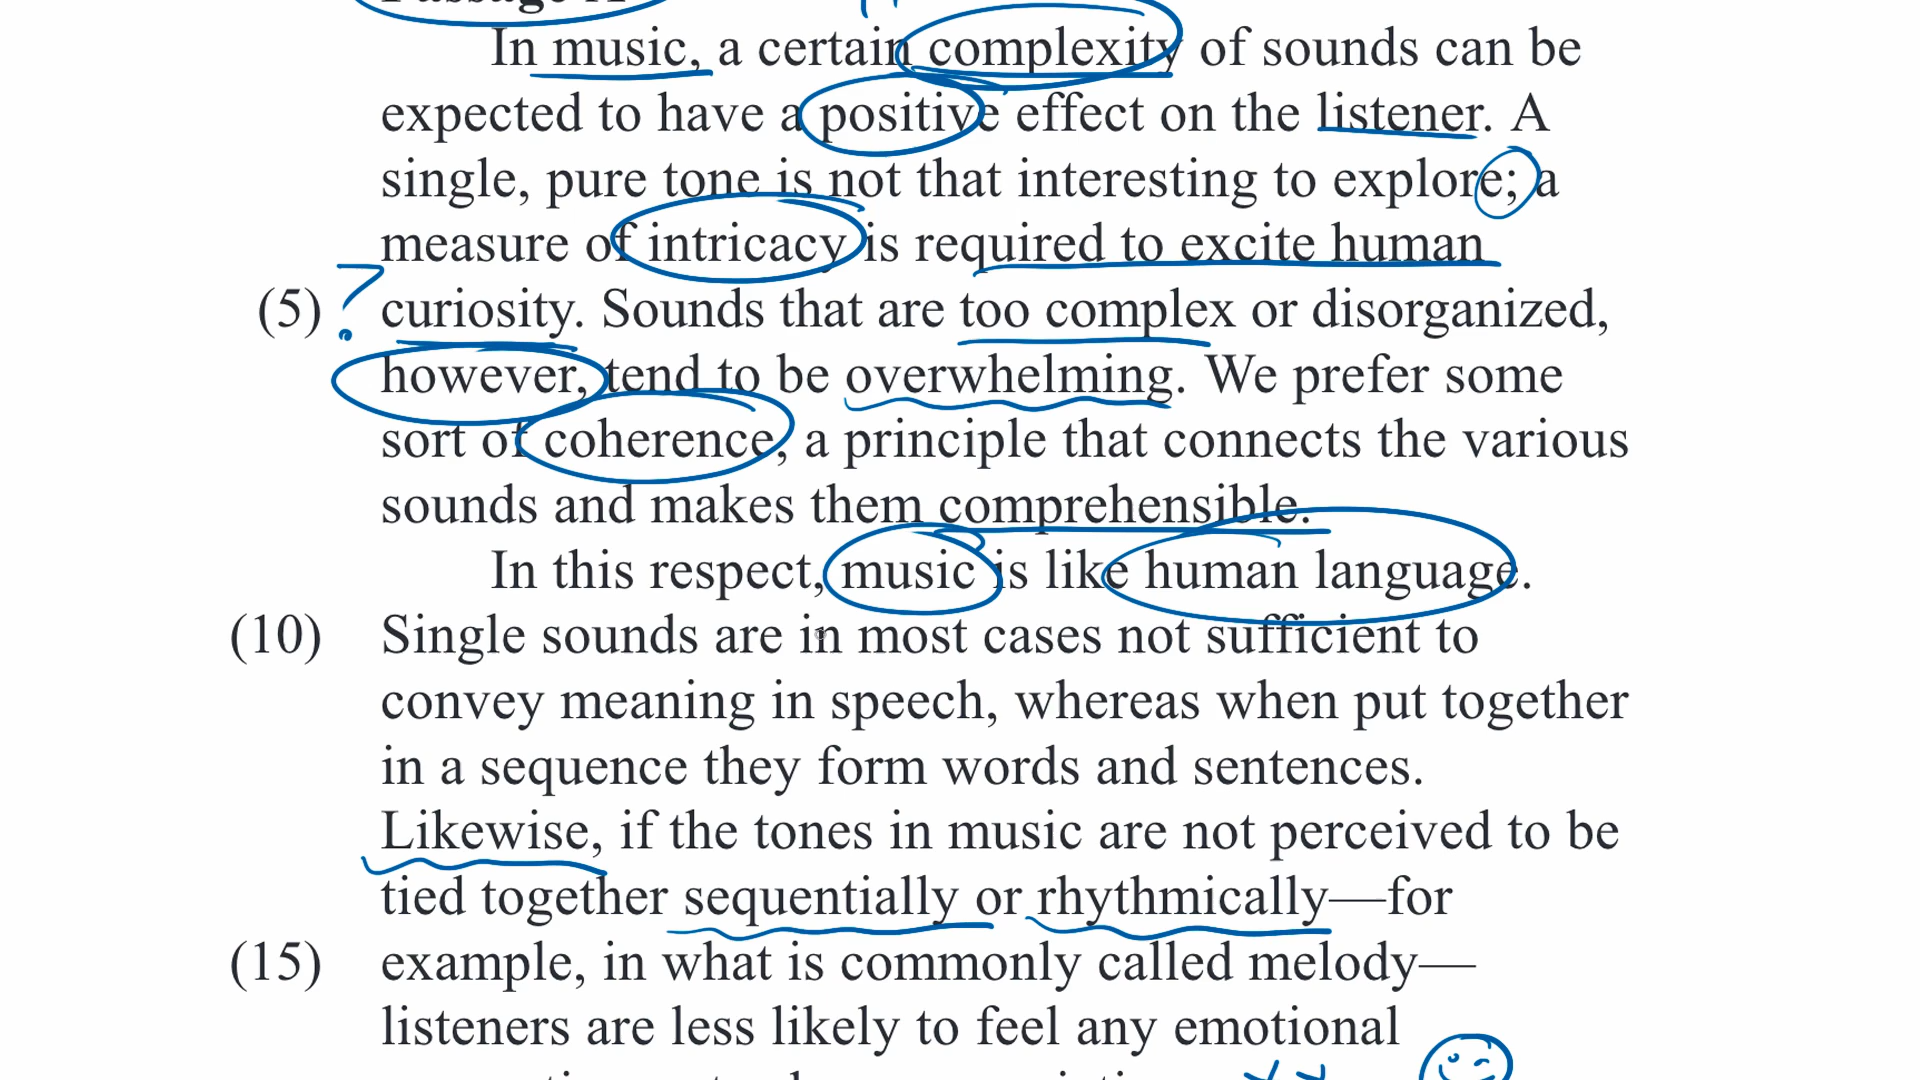 Passage A
In music, a certain complexity of sounds can be
expected to have a positive effect on the listener. A
single, pure tone is not that interesting to explore; a
measure of intricacy is required to excite human
(5) ? curiosity. Sounds that are too complex or disorganized,
however, tend to be overwhelming. We prefer some
sort of coherence, a principle that connects the various
sounds and makes them comprehensible.
In this respect, music is like human language.
(10) Single sounds are in most cases not sufficient to
convey meaning in speech, whereas when put together
in a sequence they form words and sentences.
Likewise, if the tones in music are not perceived to be
tied together sequentially or rhythmically—for
(15) example, in what is commonly called melody—
listeners are less likely to feel any emotional